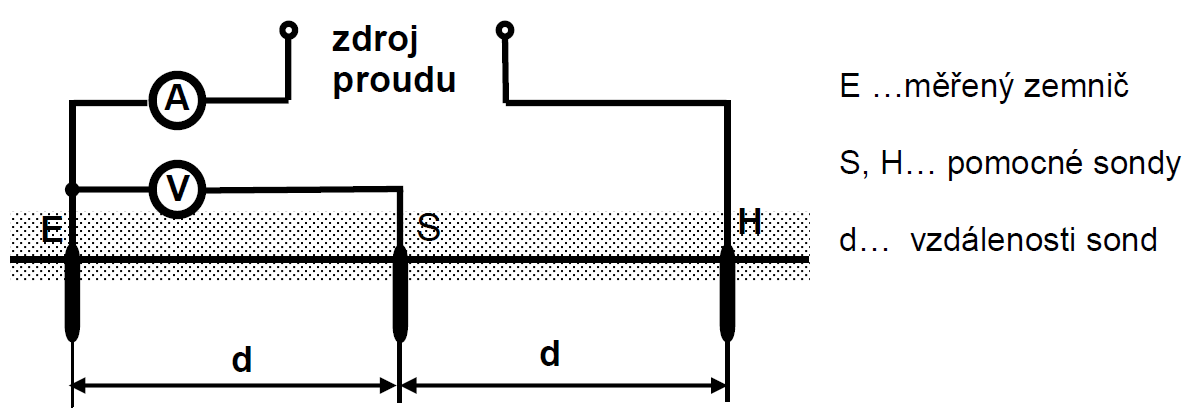 zdroj
proudu
A
V
E
S
H
d
d
E …měřený zemnič
S, H… pomocné sondy
d… vzdálenosti sond